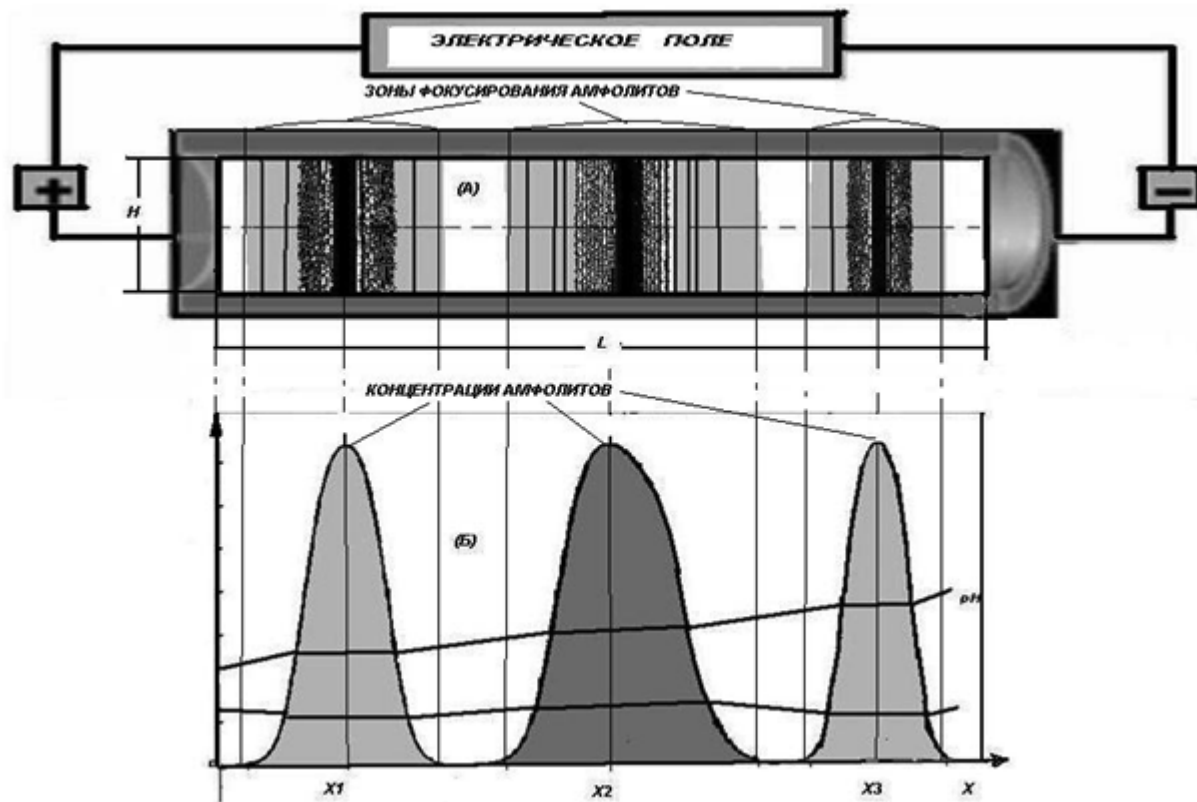 ЭЛЕКТРИЧЕСКОЕ ПОЛЕ
ЗОНЫ ФОКУСИРОВАНИЯ АМФОЛИТОВ
+
(А)
−
H
L
КОНЦЕНТРАЦИИ АМФОЛИТОВ
(Б)
pH
X1 X2 X3 X